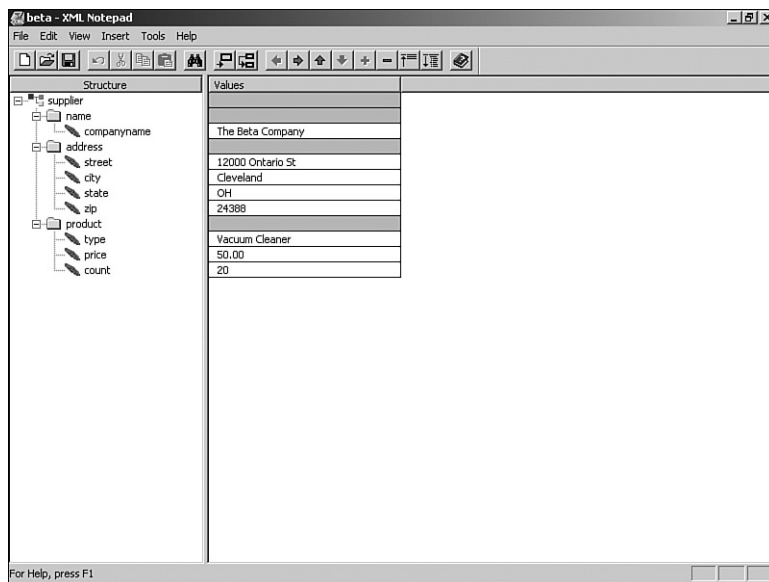 beta - XML Notepad
File Edit View Insert Tools Help
Structure Values
supplier
name
companyname The Beta Company
address
street 12000 Ontario St
city Cleveland
state OH
zip 24388
product
type Vacuum Cleaner
price 50.00
count 20
For Help, press F1